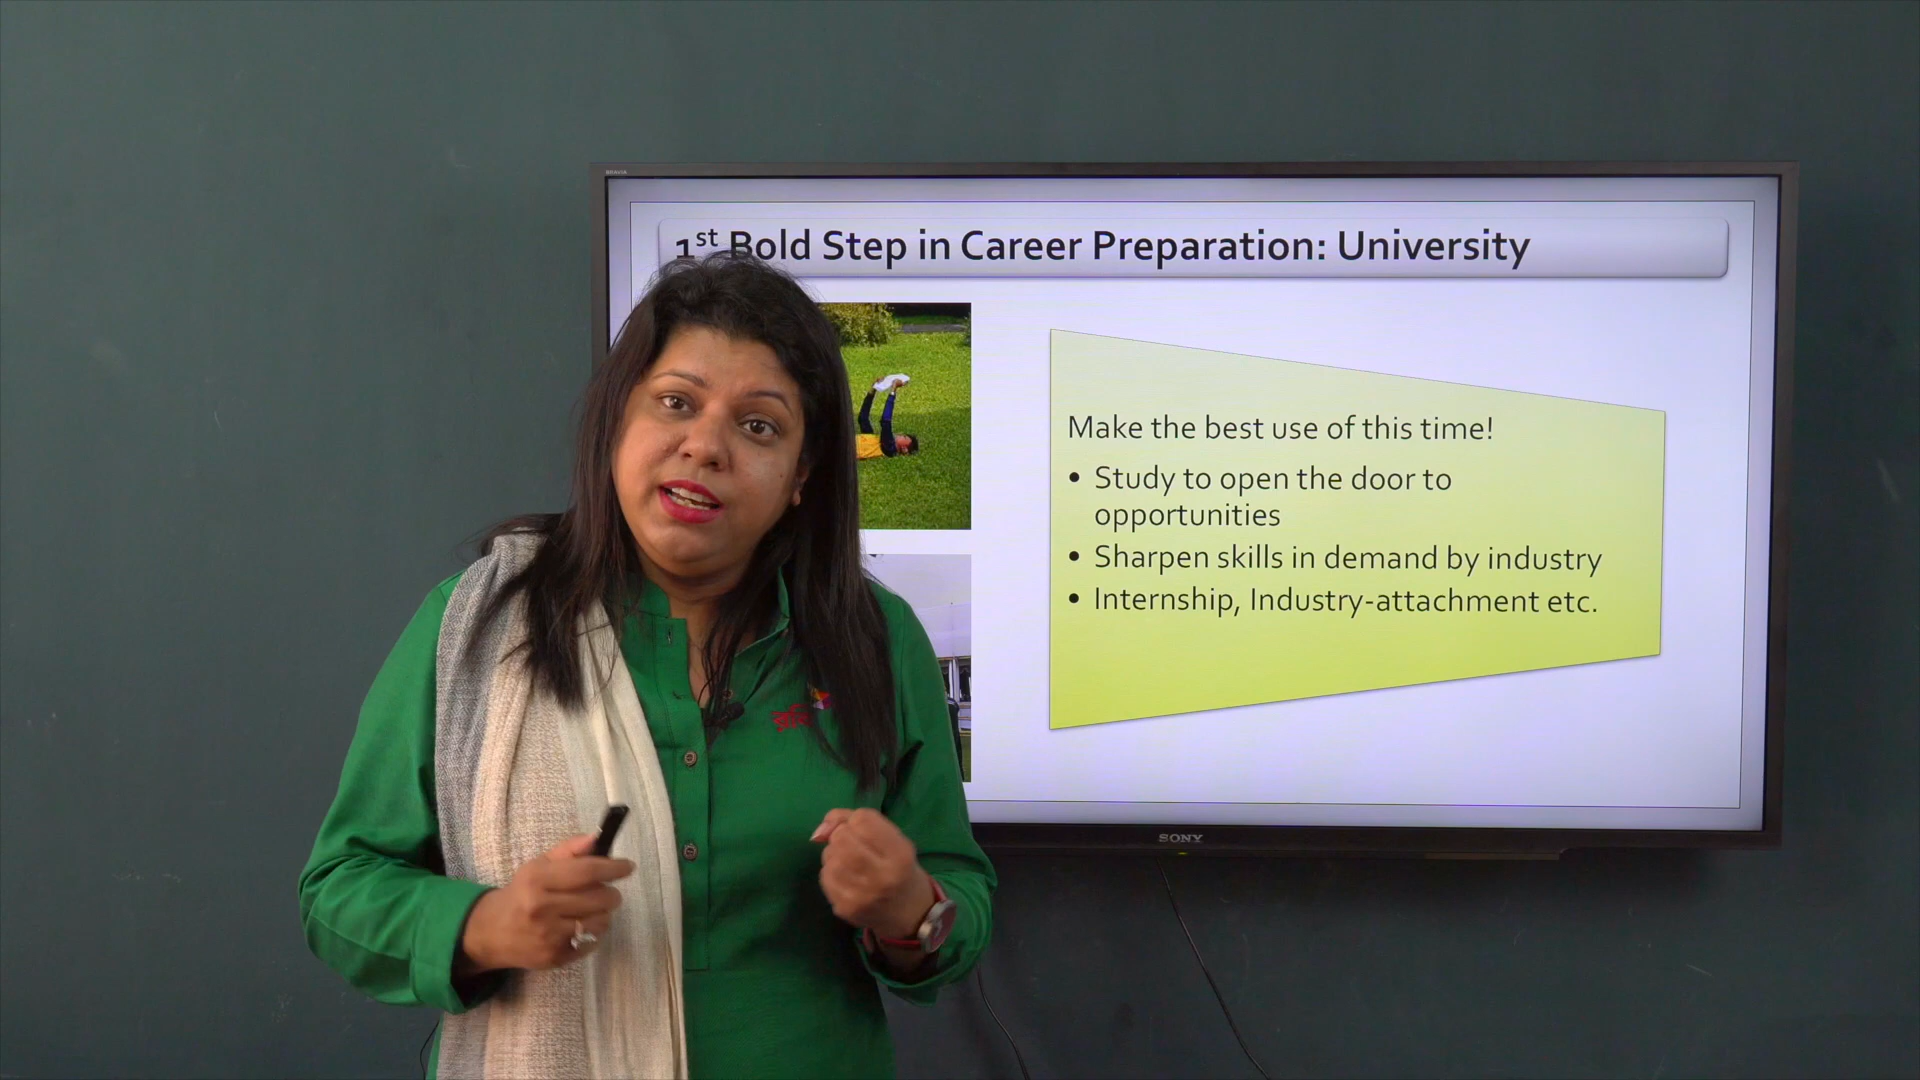 BRAVIA
1st Bold Step in Career Preparation: University
Make the best use of this time!
• Study to open the door to
opportunities
• Sharpen skills in demand by industry
• Internship, Industry-attachment etc.
SONY